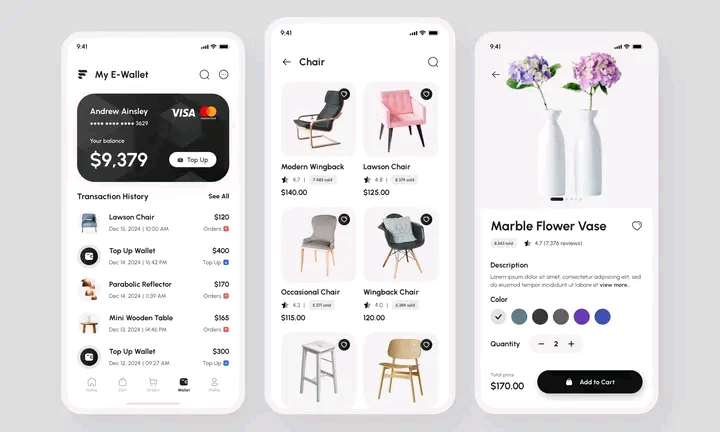 9:41
My E-Wallet
Andrew Ainsley
VISA
•••• •••• •••• 3629
Your balance
$9,379
Top Up
Transaction History
See All
Lawson Chair
$120
Dec 15, 2024 | 10:00 AM
Orders
Top Up Wallet
$400
Dec 14, 2024 | 16:42 PM
Top Up
Parabolic Reflector
$170
Dec 14, 2024 | 11:39 AM
Orders
Mini Wooden Table
$165
Dec 13, 2024 | 14:46 PM
Orders
Top Up Wallet
$300
Dec 12, 2024 | 09:27 AM
Top Up
Home
Cart
Orders
Wallet
Profile
9:41
Chair
Modern Wingback
4.7 | 7,483 sold
$140.00
Lawson Chair
4.8 | 5.374 sold
$125.00
Occasional Chair
4.3 | 5.371 sold
$115.00
Wingback Chair
4.0 | 6.389 sold
120.00
9:41
Marble Flower Vase
4.7 (7,376 reviews)
Description
Lorem ipsum dolor sit amet, consectetur adipiscing elit, sed
do eiusmod tempor incididunt ut labore et view more..
Color
Quantity
− 2 +
Total price
$170.00
Add to Cart